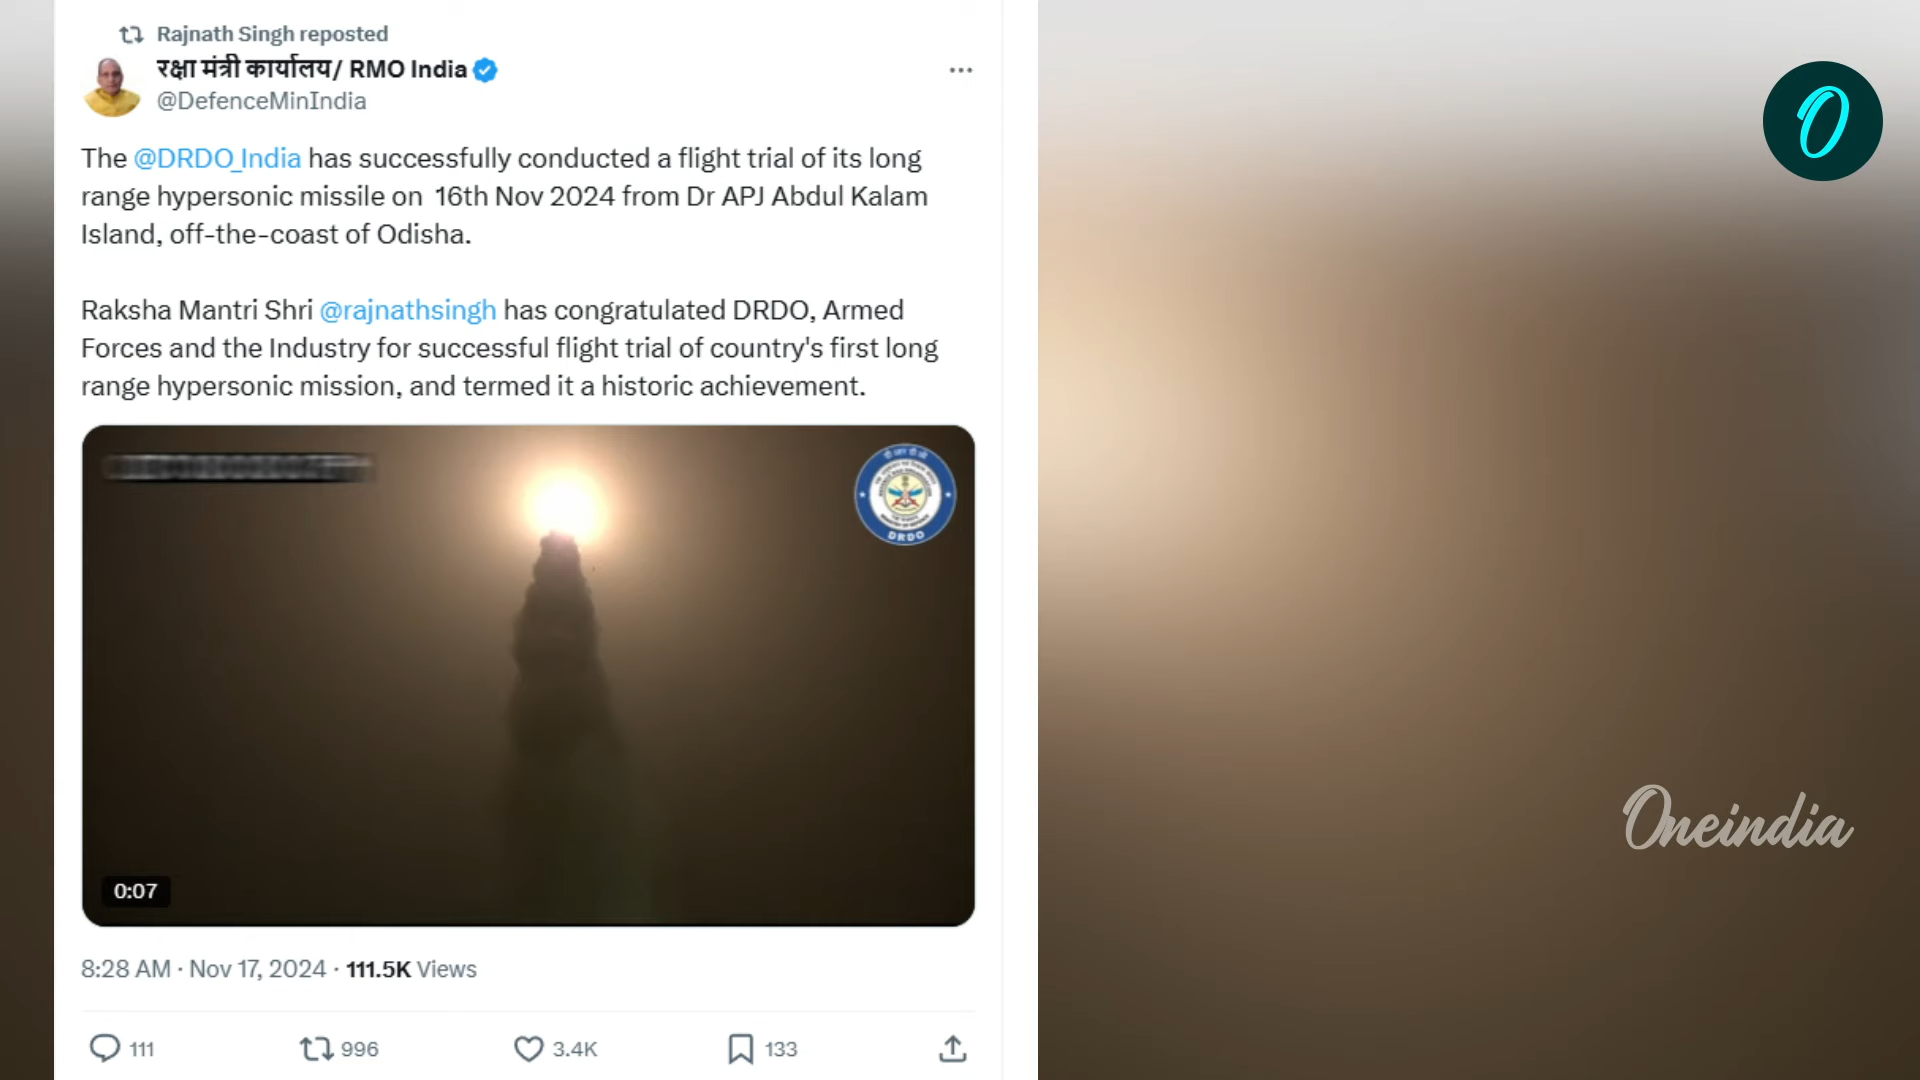 Rajnath Singh reposted
रक्षा मंत्री कार्यालय/ RMO India
@DefenceMinIndia
The @DRDO_India has successfully conducted a flight trial of its long
range hypersonic missile on 16th Nov 2024 from Dr APJ Abdul Kalam
Island, off-the-coast of Odisha.
Raksha Mantri Shri @rajnathsingh has congratulated DRDO, Armed
Forces and the Industry for successful flight trial of country's first long
range hypersonic mission, and termed it a historic achievement.
DRDO
0:07
8:28 AM · Nov 17, 2024 · 111.5K Views
111 996 3.4K 133
O
Oneindia